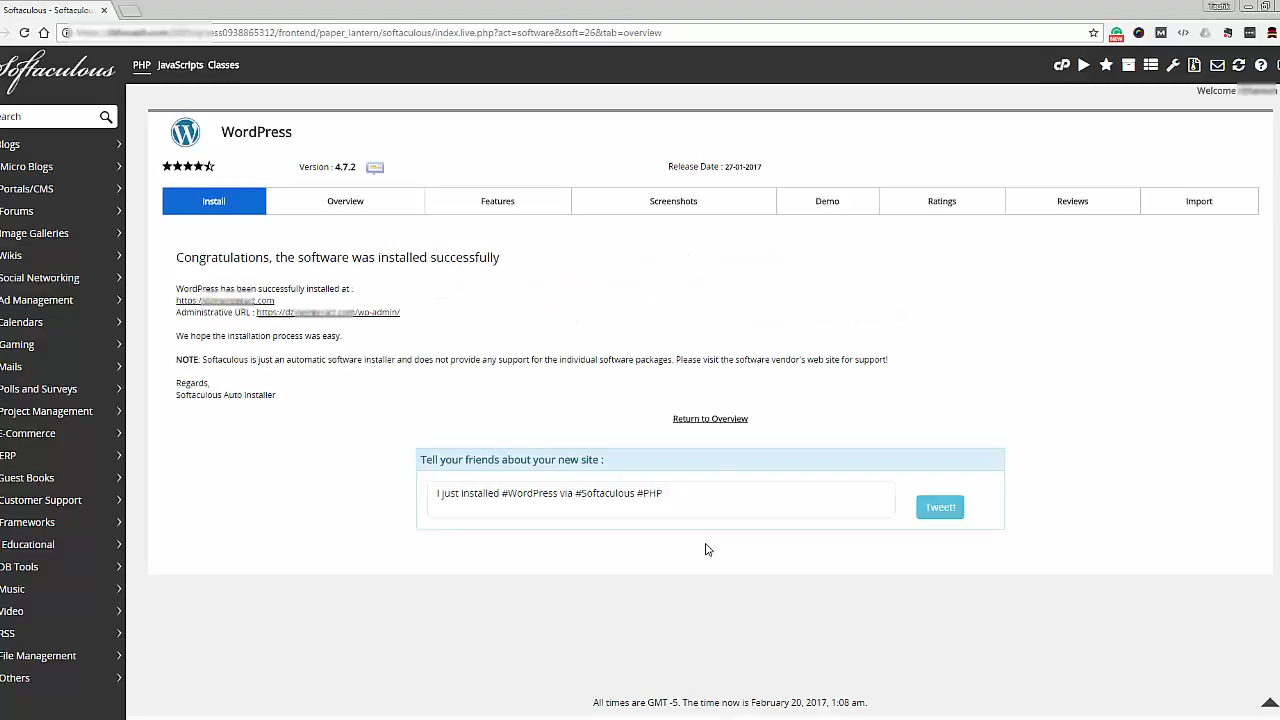 Softaculous - Softaculou
Taufik
ss0938865312/frontend/paper_lantern/softaculous/index.live.php?act=software&soft=26&tab=overview
NEW
Softaculous
PHP JavaScripts Classes
Welcome
earch
logs
Micro Blogs
Portals/CMS
Forums
Image Galleries
Wikis
Social Networking
Ad Management
Calendars
Gaming
Mails
Polls and Surveys
Project Management
E-Commerce
ERP
Guest Books
Customer Support
Frameworks
Educational
DB Tools
Music
Video
RSS
File Management
Others
WordPress
Version : 4.7.2
Release Date : 27-01-2017
Install Overview Features Screenshots Demo Ratings Reviews Import
Congratulations, the software was installed successfully
WordPress has been successfully installed at :
https:/ .com
Administrative URL : https://dz /wp-admin/
We hope the installation process was easy.
NOTE: Softaculous is just an automatic software installer and does not provide any support for the individual software packages. Please visit the software vendor's web site for support!
Regards,
Softaculous Auto Installer
Return to Overview
Tell your friends about your new site :
I just installed #WordPress via #Softaculous #PHP
Tweet!
All times are GMT -5. The time now is February 20, 2017, 1:08 am.